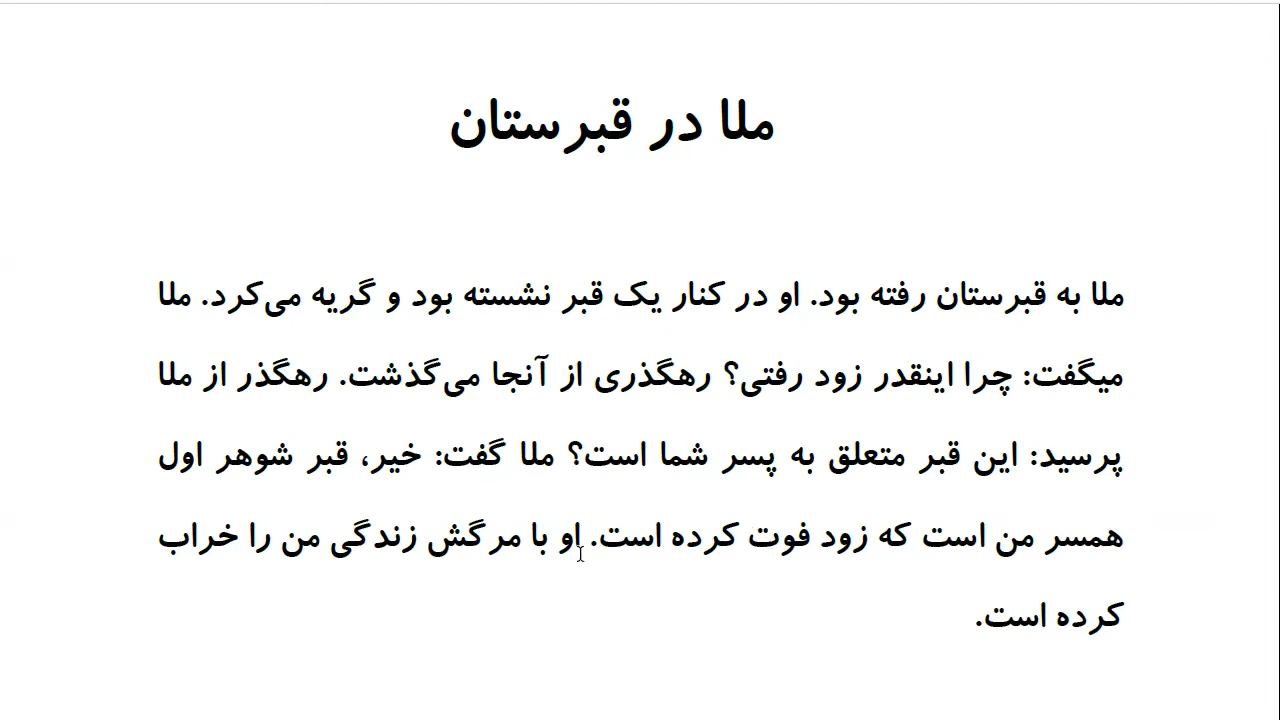 ملا در قبرستان
ملا به قبرستان رفته بود. او در کنار یک قبر نشسته بود و گریه می‌کرد. ملا
میگفت: چرا اینقدر زود رفتی؟ رهگذری از آنجا می‌گذشت. رهگذر از ملا
پرسید: این قبر متعلق به پسر شما است؟ ملا گفت: خیر، قبر شوهر اول
همسر من است که زود فوت کرده است. او با مرگش زندگی من را خراب
کرده است.